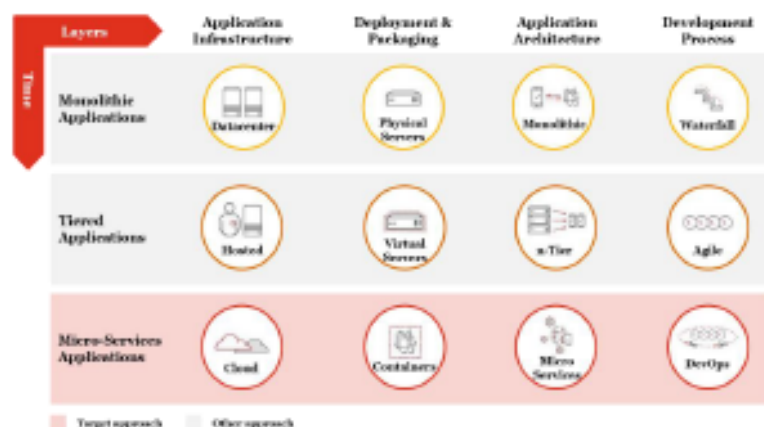 Layers
Time
Application
Infrastructure
Deployment &
Packaging
Application
Architecture
Development
Process
Monolithic
Applications
Datacenter
Physical
Servers
Monolithic
Waterfall
Tiered
Applications
Hosted
Virtual
Servers
n-Tier
Agile
Micro-Services
Applications
Cloud
Containers
Micro
Services
DevOps
Target approach
Other approach